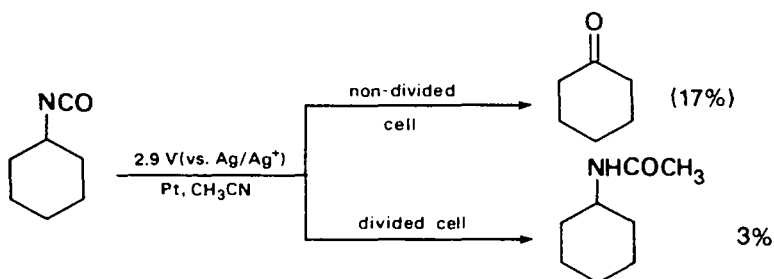 O
(17%)
non-divided
cell
NCO
2.9 V(vs. Ag/Ag⁺)
Pt, CH₃CN
NHCOCH₃
divided cell
3%